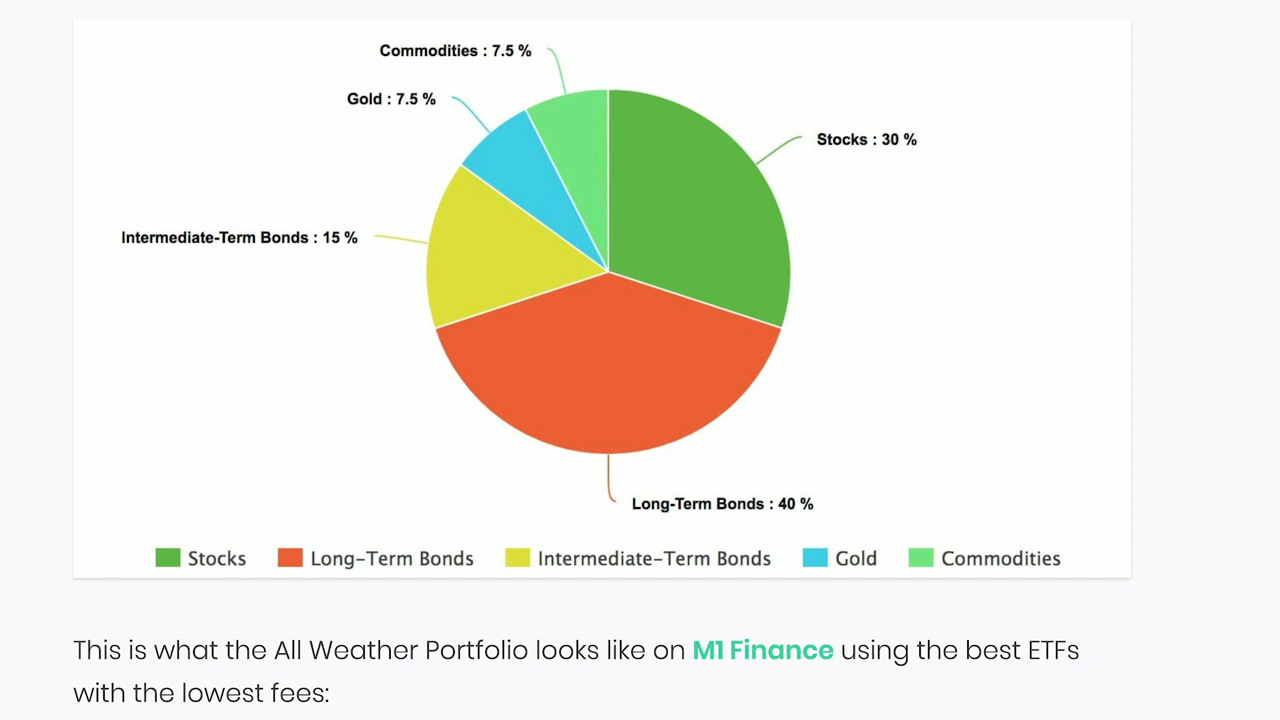 Commodities : 7.5 %
Gold : 7.5 %
Stocks : 30 %
Intermediate-Term Bonds : 15 %
Long-Term Bonds : 40 %
Stocks Long-Term Bonds Intermediate-Term Bonds Gold Commodities
This is what the All Weather Portfolio looks like on M1 Finance using the best ETFs
with the lowest fees: